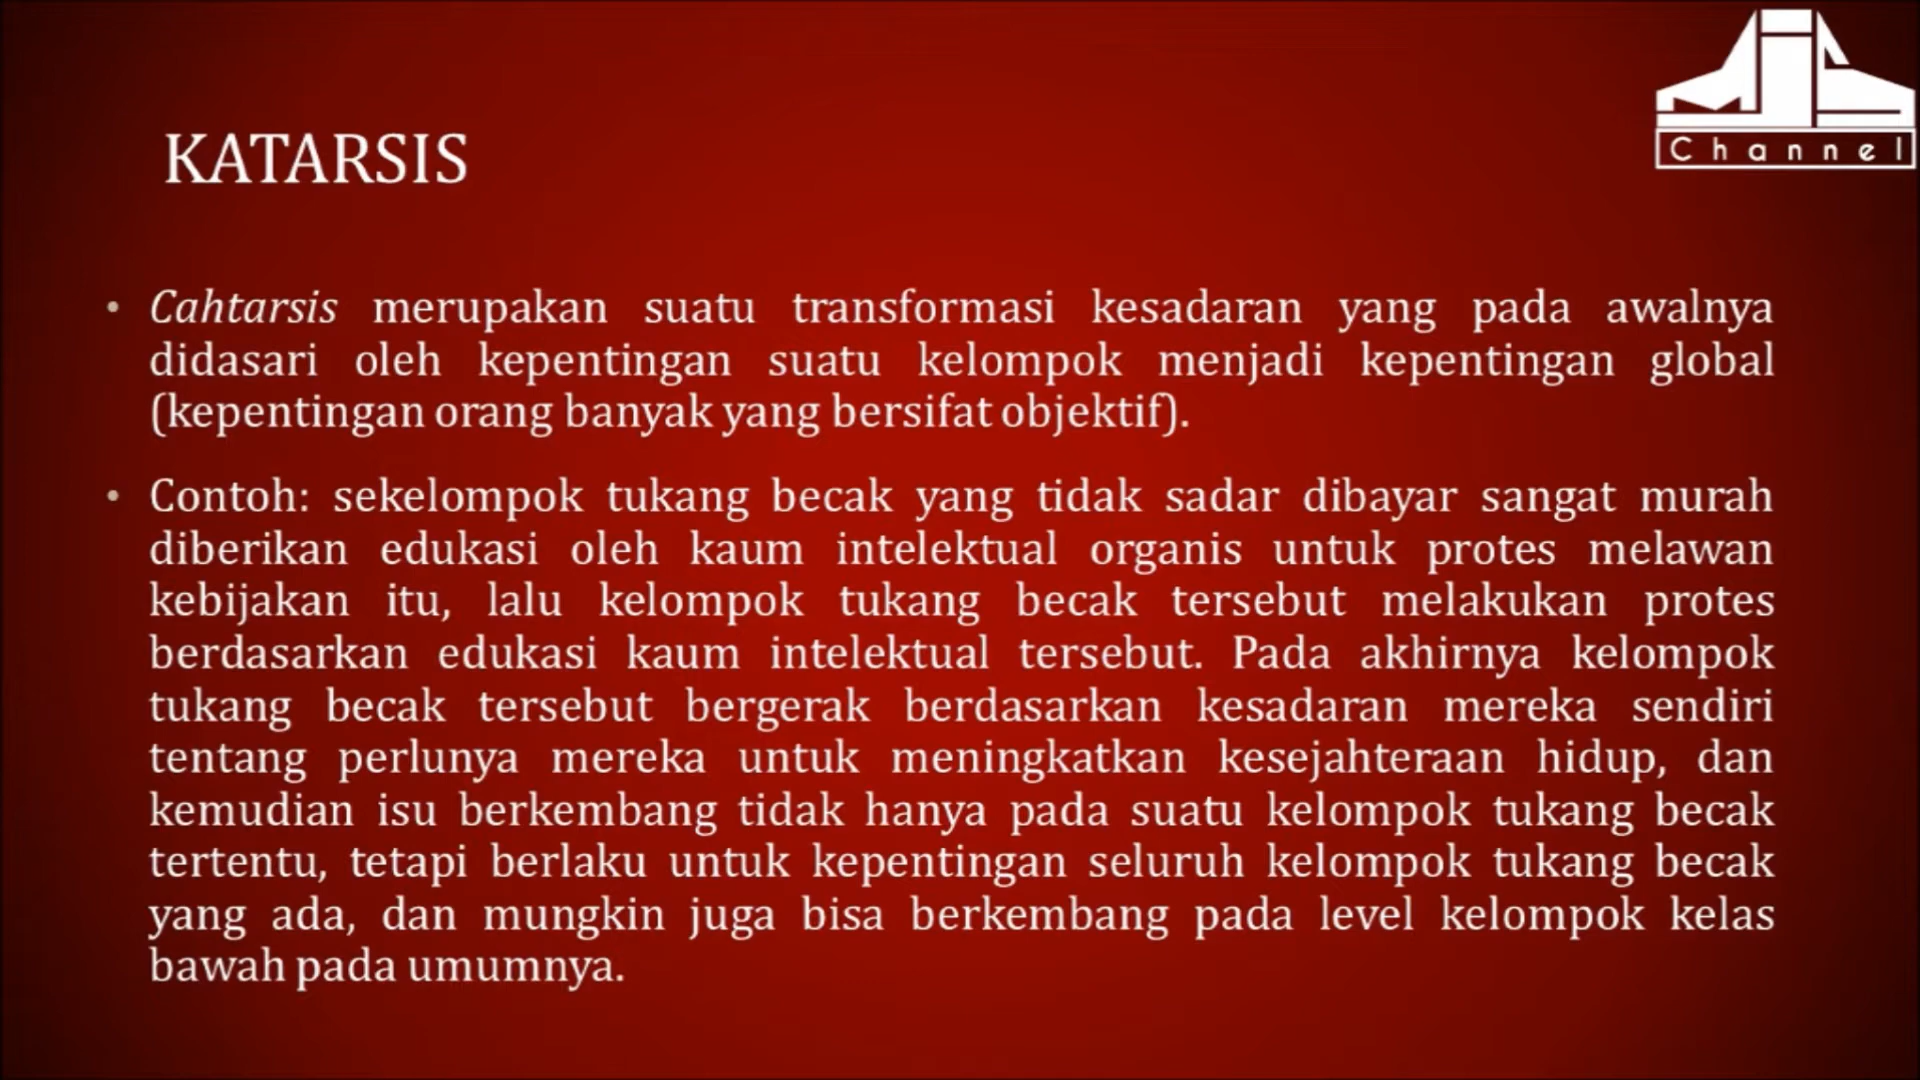 KATARSIS
MJS
Channel
• Cahtarsis merupakan suatu transformasi kesadaran yang pada awalnya
didasari oleh kepentingan suatu kelompok menjadi kepentingan global
(kepentingan orang banyak yang bersifat objektif).
• Contoh: sekelompok tukang becak yang tidak sadar dibayar sangat murah
diberikan edukasi oleh kaum intelektual organis untuk protes melawan
kebijakan itu, lalu kelompok tukang becak tersebut melakukan protes
berdasarkan edukasi kaum intelektual tersebut. Pada akhirnya kelompok
tukang becak tersebut bergerak berdasarkan kesadaran mereka sendiri
tentang perlunya mereka untuk meningkatkan kesejahteraan hidup, dan
kemudian isu berkembang tidak hanya pada suatu kelompok tukang becak
tertentu, tetapi berlaku untuk kepentingan seluruh kelompok tukang becak
yang ada, dan mungkin juga bisa berkembang pada level kelompok kelas
bawah pada umumnya.